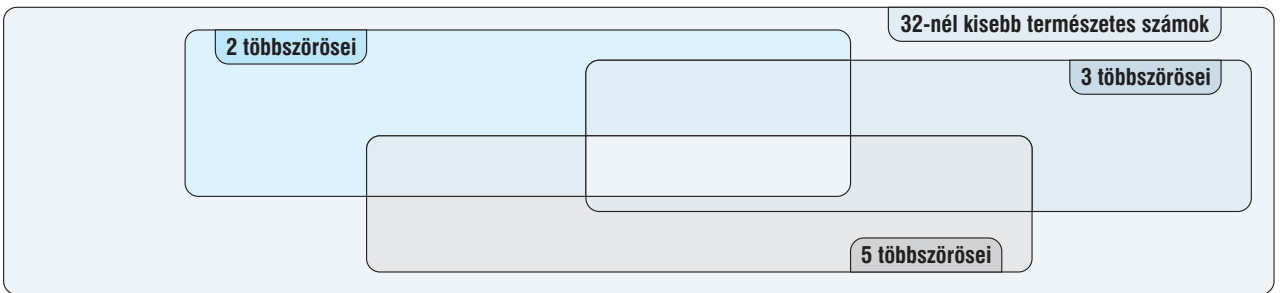 32-nél kisebb természetes számok
2 többszörösei
3 többszörösei
5 többszörösei